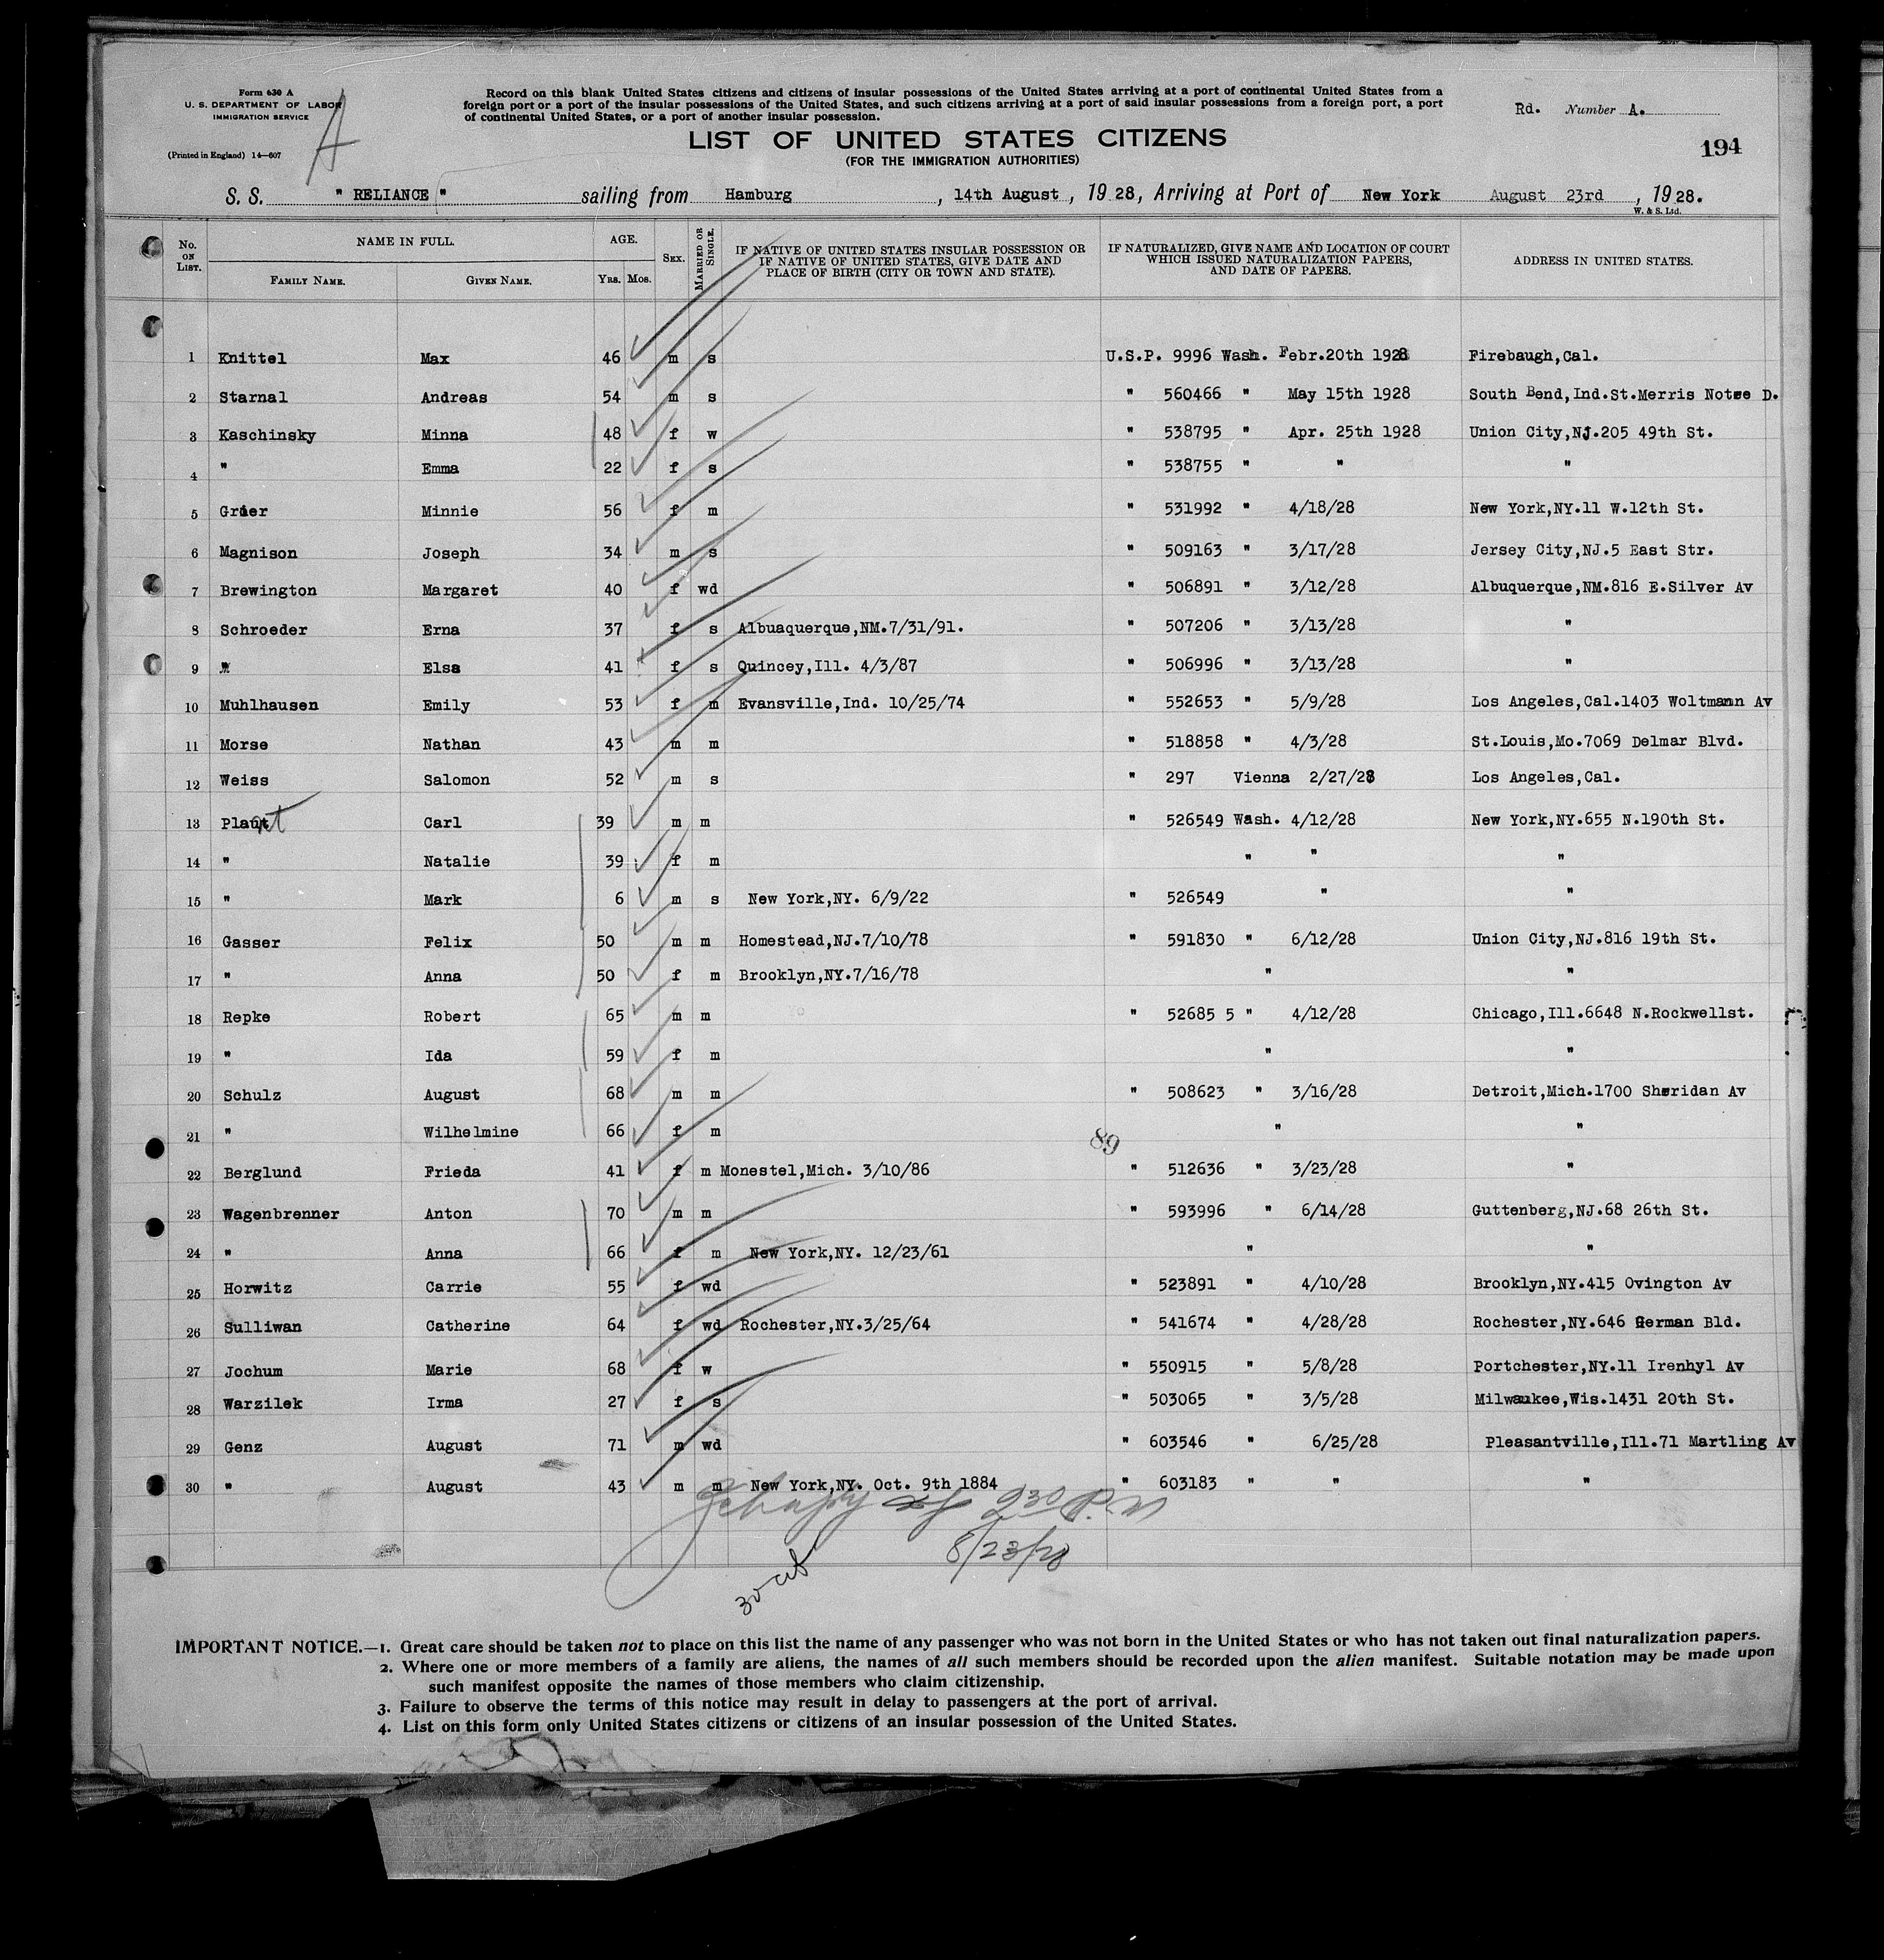 Form 630 A
U. S. DEPARTMENT OF LABOR
IMMIGRATION SERVICE
(Printed in England) 14—607
A
Record on this blank United States citizens and citizens of insular possessions of the United States arriving at a port of continental United States from a
foreign port or a port of the insular possessions of the United States, and such citizens arriving at a port of said insular possessions from a foreign port, a port
of continental United States, or a port of another insular possession.
Rd. Number A.
194
LIST OF UNITED STATES CITIZENS
(FOR THE IMMIGRATION AUTHORITIES)
S. S. " RELIANCE " sailing from Hamburg, 14th August, 1928, Arriving at Port of New York August 23rd, 1928.
W. & S. Ltd.
No. ON LIST. NAME IN FULL. AGE. SEX. MARRIED OR SINGLE. IF NATIVE OF UNITED STATES INSULAR POSSESSION OR IF NATIVE OF UNITED STATES, GIVE DATE AND PLACE OF BIRTH (CITY OR TOWN AND STATE). IF NATURALIZED, GIVE NAME AND LOCATION OF COURT WHICH ISSUED NATURALIZATION PAPERS, AND DATE OF PAPERS. ADDRESS IN UNITED STATES.
FAMILY NAME. GIVEN NAME. YRS. MOS.
1 Knittel Max 46 m s U.S.P. 9996 Wash. Febr.20th 1928 Firebaugh,Cal.
2 Starnal Andreas 54 m s " 560466 " May 15th 1928 South Bend,Ind.St.Merris Notre D.
3 Kaschinsky Minna 48 f w " 538795 " Apr. 25th 1928 Union City,NJ.205 49th St.
4 " Emma 22 f s " 538755 " " "
5 Grier Minnie 56 f m " 531992 " 4/18/28 New York,NY.11 W.12th St.
6 Magnison Joseph 34 m s " 509163 " 3/17/28 Jersey City,NJ.5 East Str.
7 Brewington Margaret 40 f wd " 506891 " 3/12/28 Albuquerque,NM.816 E.Silver Av
8 Schroeder Erna 37 f s Albuaquerque,NM.7/31/91. " 507206 " 3/13/28 "
9 " Elsa 41 f s Quincey,Ill. 4/3/87 " 506996 " 3/13/28 "
10 Muhlhausen Emily 53 f m Evansville,Ind. 10/25/74 " 552653 " 5/9/28 Los Angeles,Cal.1403 Woltmann Av
11 Morse Nathan 43 m m " 518858 " 4/3/28 St.Louis,Mo.7069 Delmar Blvd.
12 Weiss Salomon 52 m s " 297 Vienna 2/27/28 Los Angeles,Cal.
13 Plaut Carl 39 m m " 526549 Wash. 4/12/28 New York,NY.655 N.190th St.
14 " Natalie 39 f m " " "
15 " Mark 6 m s New York,NY. 6/9/22 " 526549 " "
16 Gasser Felix 50 m m Homestead,NJ.7/10/78 " 591830 " 6/12/28 Union City,NJ.816 19th St.
17 " Anna 50 f m Brooklyn,NY.7/16/78 " "
18 Repke Robert 65 m m " 52685 5 " 4/12/28 Chicago,Ill.6648 N.Rockwellst.
19 " Ida 59 f m " "
20 Schulz August 68 m m " 508623 " 3/16/28 Detroit,Mich.1700 Sheridan Av
21 " Wilhelmine 66 f m " "
89
22 Berglund Frieda 41 f m Monestel,Mich. 3/10/86 " 512636 " 3/23/28 "
23 Wagenbrenner Anton 70 m m " 593996 " 6/14/28 Guttenberg,NJ.68 26th St.
24 " Anna 66 f m New York,NY. 12/23/61 " "
25 Horwitz Carrie 55 f wd " 523891 " 4/10/28 Brooklyn,NY.415 Ovington Av
26 Sulliwan Catherine 64 f wd Rochester,NY.3/25/64 " 541674 " 4/28/28 Rochester,NY.646 German Bld.
27 Jochum Marie 68 f w " 550915 " 5/8/28 Portchester,NY.11 Irenhyl Av
28 Warzilek Irma 27 f s " 503065 " 3/5/28 Milwaukee,Wis.1431 20th St.
29 Genz August 71 m wd " 603546 " 6/25/28 Pleasantville,Ill.71 Martling Av
30 " August 43 m m New York,NY. Oct. 9th 1884 " 603183 " " "
2 30 P.M
8/23/28
IMPORTANT NOTICE.—1. Great care should be taken not to place on this list the name of any passenger who was not born in the United States or who has not taken out final naturalization papers.
2. Where one or more members of a family are aliens, the names of all such members should be recorded upon the alien manifest. Suitable notation may be made upon
such manifest opposite the names of those members who claim citizenship.
3. Failure to observe the terms of this notice may result in delay to passengers at the port of arrival.
4. List on this form only United States citizens or citizens of an insular possession of the United States.